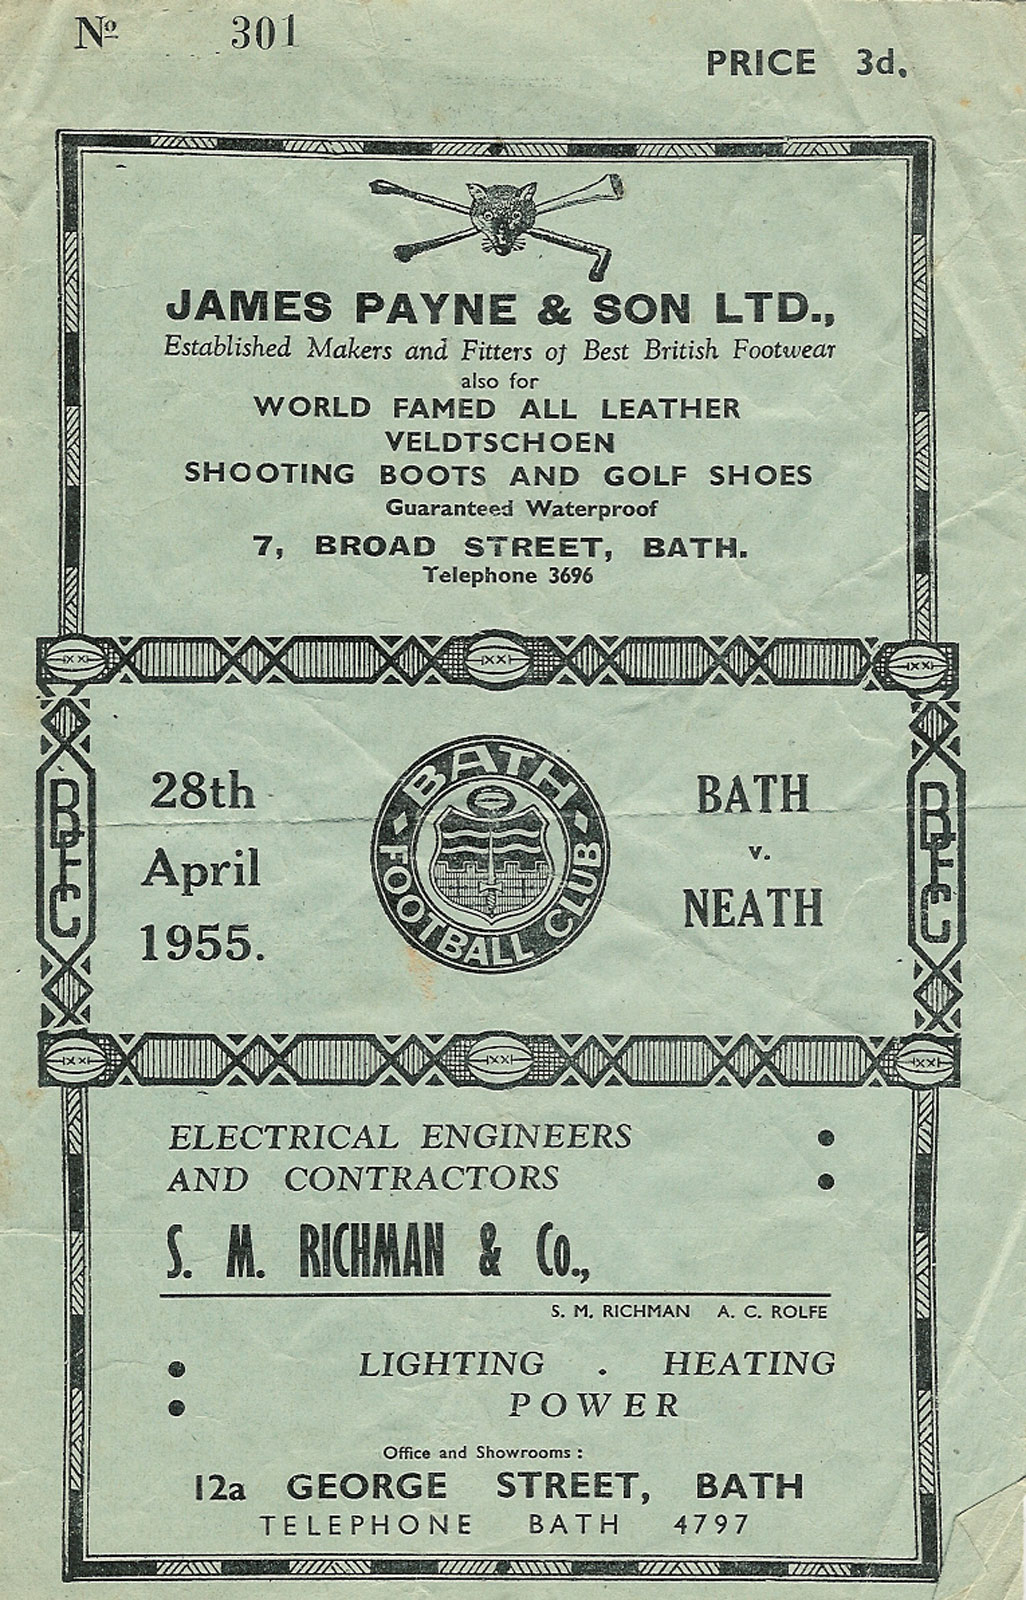 Nº 301
PRICE 3d.
JAMES PAYNE & SON LTD.,
Established Makers and Fitters of Best British Footwear
also for
WORLD FAMED ALL LEATHER
VELDTSCHOEN
SHOOTING BOOTS AND GOLF SHOES
Guaranteed Waterproof
7, BROAD STREET, BATH.
Telephone 3696
28th
April
1955.
BFC
BATH
FOOTBALL CLUB
BATH
v.
NEATH
BFC
ELECTRICAL ENGINEERS
AND CONTRACTORS
S. M. RICHMAN & Co.,
S. M. RICHMAN A. C. ROLFE
LIGHTING . HEATING
POWER
Office and Showrooms :
12a GEORGE STREET, BATH
TELEPHONE BATH 4797